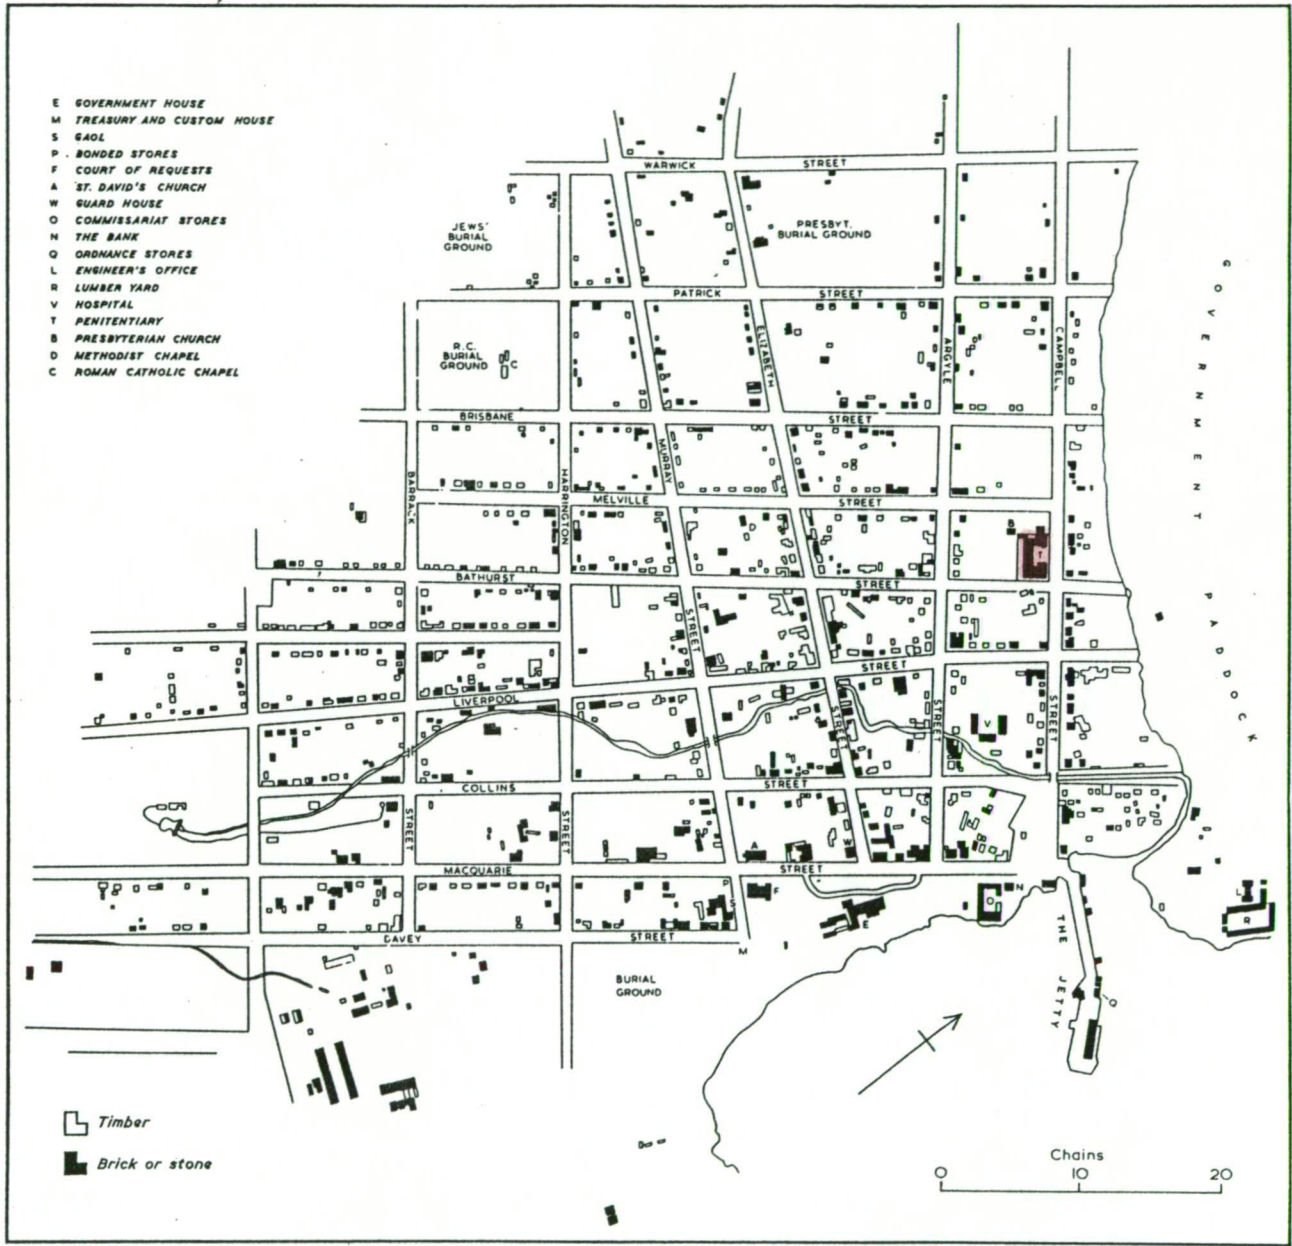 E GOVERNMENT HOUSE
M TREASURY AND CUSTOM HOUSE
S GAOL
P . BONDED STORES
F COURT OF REQUESTS
A ST. DAVID'S CHURCH
W GUARD HOUSE
O COMMISSARIAT STORES
N THE BANK
Q ORDNANCE STORES
L ENGINEER'S OFFICE
R LUMBER YARD
V HOSPITAL
T PENITENTIARY
B PRESBYTERIAN CHURCH
D METHODIST CHAPEL
C ROMAN CATHOLIC CHAPEL
WARWICK STREET
JEWS'
BURIAL
GROUND
PRESBYT.
BURIAL GROUND
PATRICK STREET
R.C.
BURIAL
GROUND
C
ELIZABETH
ARGYLE
CAMPBELL
GOVERNMENT PADDOCK
BRISBANE STREET
BARRACK
HARRINGTON
MURRAY
MELVILLE STREET
D
B
T
BATHURST STREET
STREET
LIVERPOOL STREET
STREET
STREET
STREET
V
COLLINS STREET
STREET
STREET
A
W
MACQUARIE STREET
P
S
F
E
O
N
L
R
DAVEY STREET
M
THE JETTY
Q
BURIAL
GROUND
Timber
Brick or stone
Chains
0 10 20